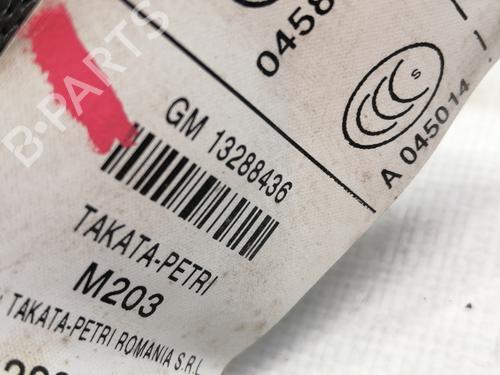 0458
S
A 045014
GM 13288436
TAKATA-PETRI
M203
TAKATA-PETRI ROMANIA S.R.L
B-PARTS